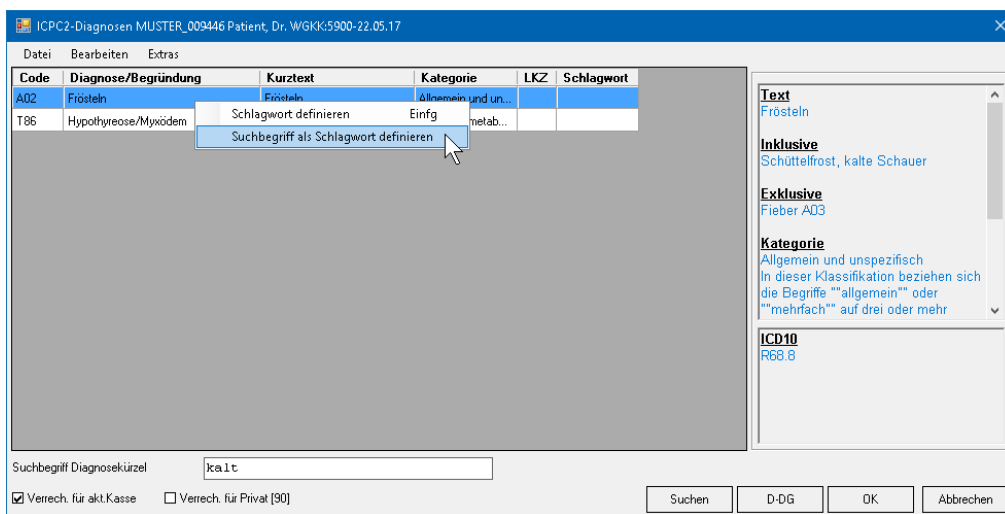 ICPC2-Diagnosen MUSTER_009446 Patient, Dr. WGKK:5900-22.05.17
Datei Bearbeiten Extras
Code Diagnose/Begründung Kurztext Kategorie LKZ Schlagwort
A02 Frösteln Frösteln Allgemein und un...
T86 Hypothyreose/Myxödem metab...
Schlagwort definieren Einfg
Suchbegriff als Schlagwort definieren
Text
Frösteln
Inklusive
Schüttelfrost, kalte Schauer
Exklusive
Fieber A03
Kategorie
Allgemein und unspezifisch
In dieser Klassifikation beziehen sich
die Begriffe ""allgemein"" oder
""mehrfach"" auf drei oder mehr
ICD10
R68.8
Suchbegriff Diagnosekürzel kalt
Verrech. für akt.Kasse Verrech. für Privat [90]
Suchen D-DG OK Abbrechen